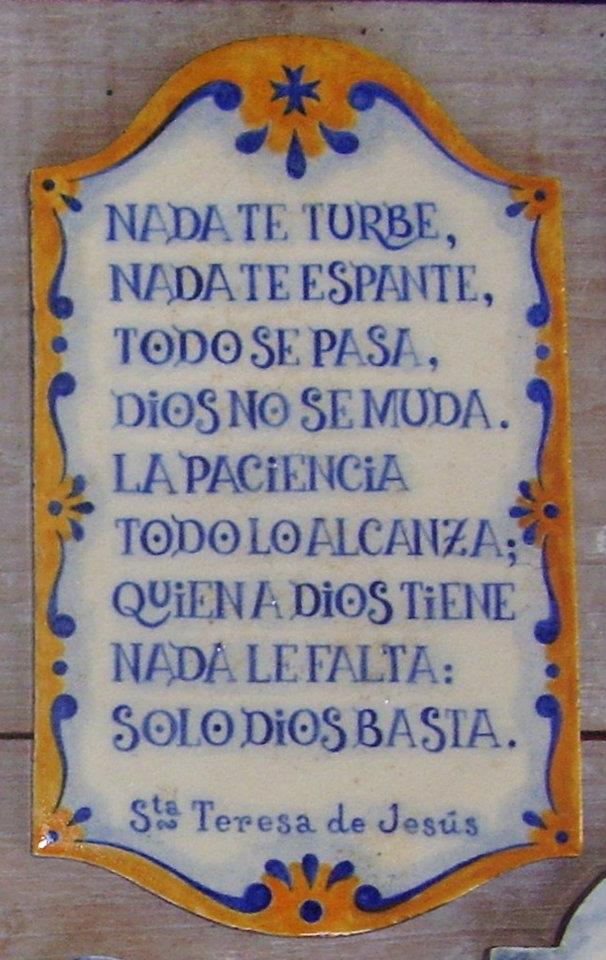 NADA TE TURBE,
NADA TE ESPANTE,
TODO SE PASA,
DiOS NO SE MUDA.
LA PACiENCiA
TODO LO ALCANZA;
QUiEN A DiOS TiENE
NADA LE FALTA:
SOLO DiOS BASTA.
Sta Teresa de Jesús